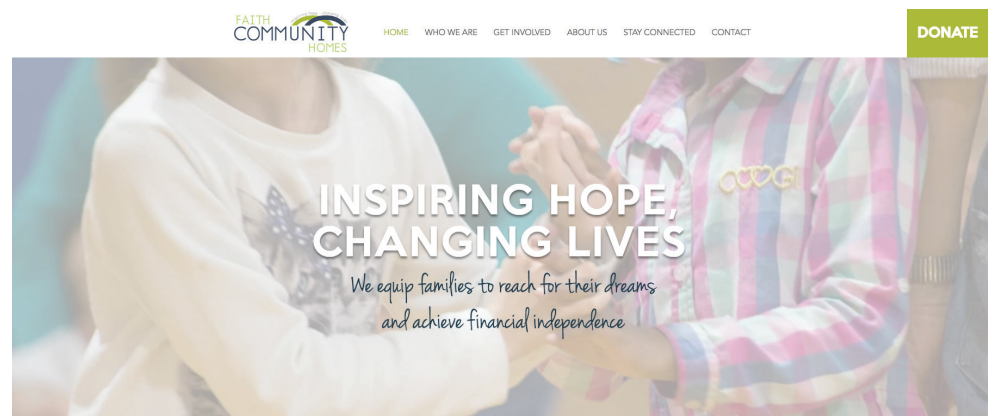 FAITH
COMMUNITY
HOMES
HOME WHO WE ARE GET INVOLVED ABOUT US STAY CONNECTED CONTACT
DONATE
INSPIRING HOPE,
CHANGING LIVES
We equip families to reach for their dreams
and achieve financial independence